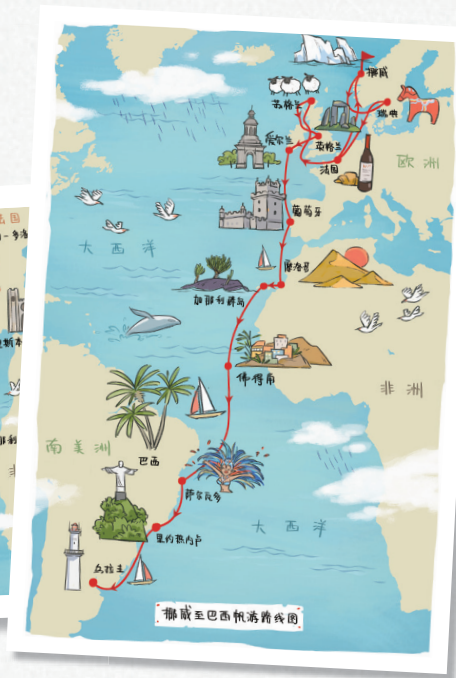 挪威
苏格兰
瑞典
爱尔兰
英格兰
法国
欧洲
葡萄牙
大西洋
摩洛哥
加那利群岛
佛得角
非洲
南美洲
巴西
萨尔瓦多
大西洋
里约热内卢
乌拉圭
挪威至巴西帆游路线图